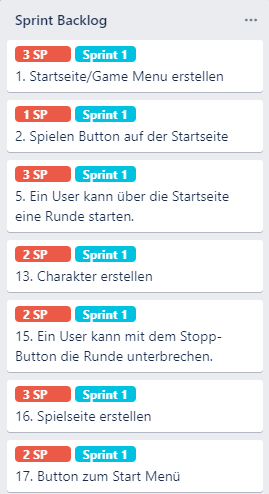 Sprint Backlog ...
3 SP Sprint 1
1. Startseite/Game Menu erstellen
1 SP Sprint 1
2. Spielen Button auf der Startseite
3 SP Sprint 1
5. Ein User kann über die Startseite
eine Runde starten.
2 SP Sprint 1
13. Charakter erstellen
2 SP Sprint 1
15. Ein User kann mit dem Stopp-
Button die Runde unterbrechen.
3 SP Sprint 1
16. Spielseite erstellen
2 SP Sprint 1
17. Button zum Start Menü